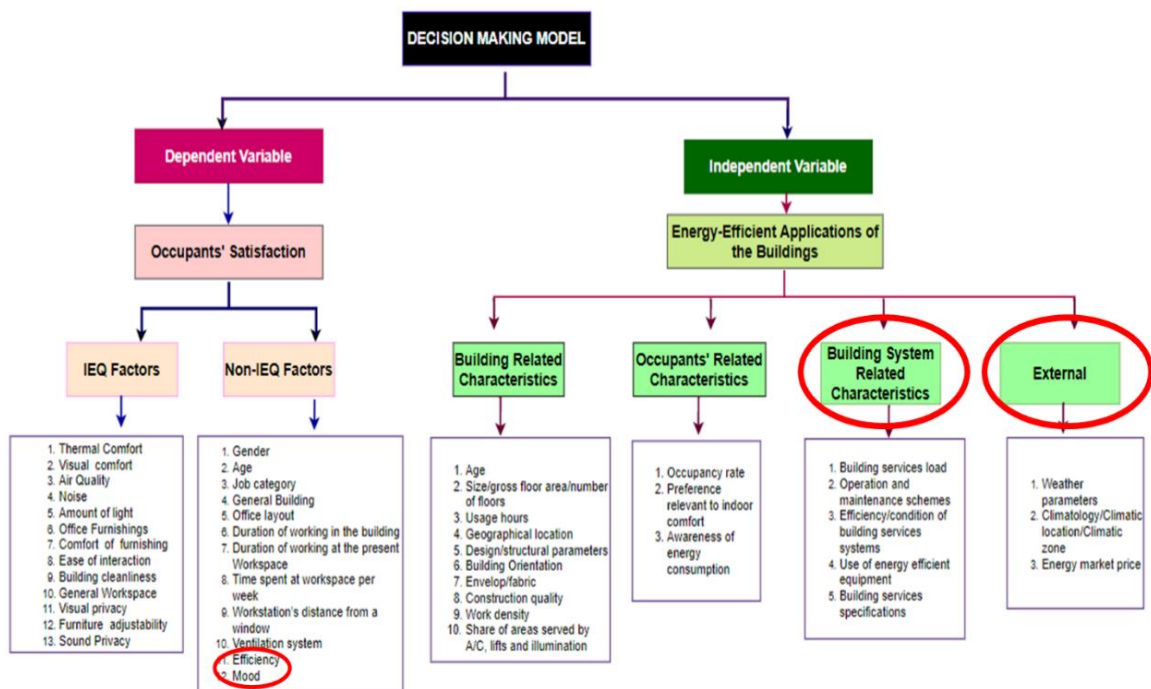 DECISION MAKING MODEL
Dependent Variable
Independent Variable
Occupants' Satisfaction
Energy-Efficient Applications of
the Buildings
IEQ Factors
Non-IEQ Factors
Building Related
Characteristics
Occupants' Related
Characteristics
Building System
Related
Characteristics
External
1. Thermal Comfort
2. Visual comfort
3. Air Quality
4. Noise
5. Amount of light
6. Office Furnishings
7. Comfort of furnishing
8. Ease of interaction
9. Building cleanliness
10. General Workspace
11. Visual privacy
12. Furniture adjustability
13. Sound Privacy
1. Gender
2. Age
3. Job category
4. General Building
5. Office layout
6. Duration of working in the building
7. Duration of working at the present
Workspace
8. Time spent at workspace per
week
9. Workstation's distance from a
window
10. Ventilation system
11. Efficiency
12. Mood
1. Age
2. Size/gross floor area/number
of floors
3. Usage hours
4. Geographical location
5. Design/structural parameters
6. Building Orientation
7. Envelop/fabric
8. Construction quality
9. Work density
10. Share of areas served by
A/C, lifts and illumination
1. Occupancy rate
2. Preference
relevant to indoor
comfort
3. Awareness of
energy
consumption
1. Building services load
2. Operation and
maintenance schemes
3. Efficiency/condition of
building services
systems
4. Use of energy efficient
equipment
5. Building services
specifications
1. Weather
parameters
2. Climatology/Climatic
location/Climatic
zone
3. Energy market price